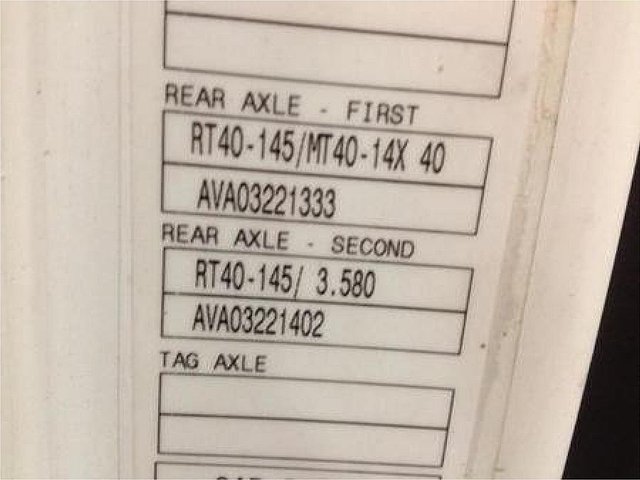 REAR AXLE - FIRST
RT40-145/MT40-14X 40
AVA03221333
REAR AXLE - SECOND
RT40-145/ 3.580
AVA03221402
TAG AXLE